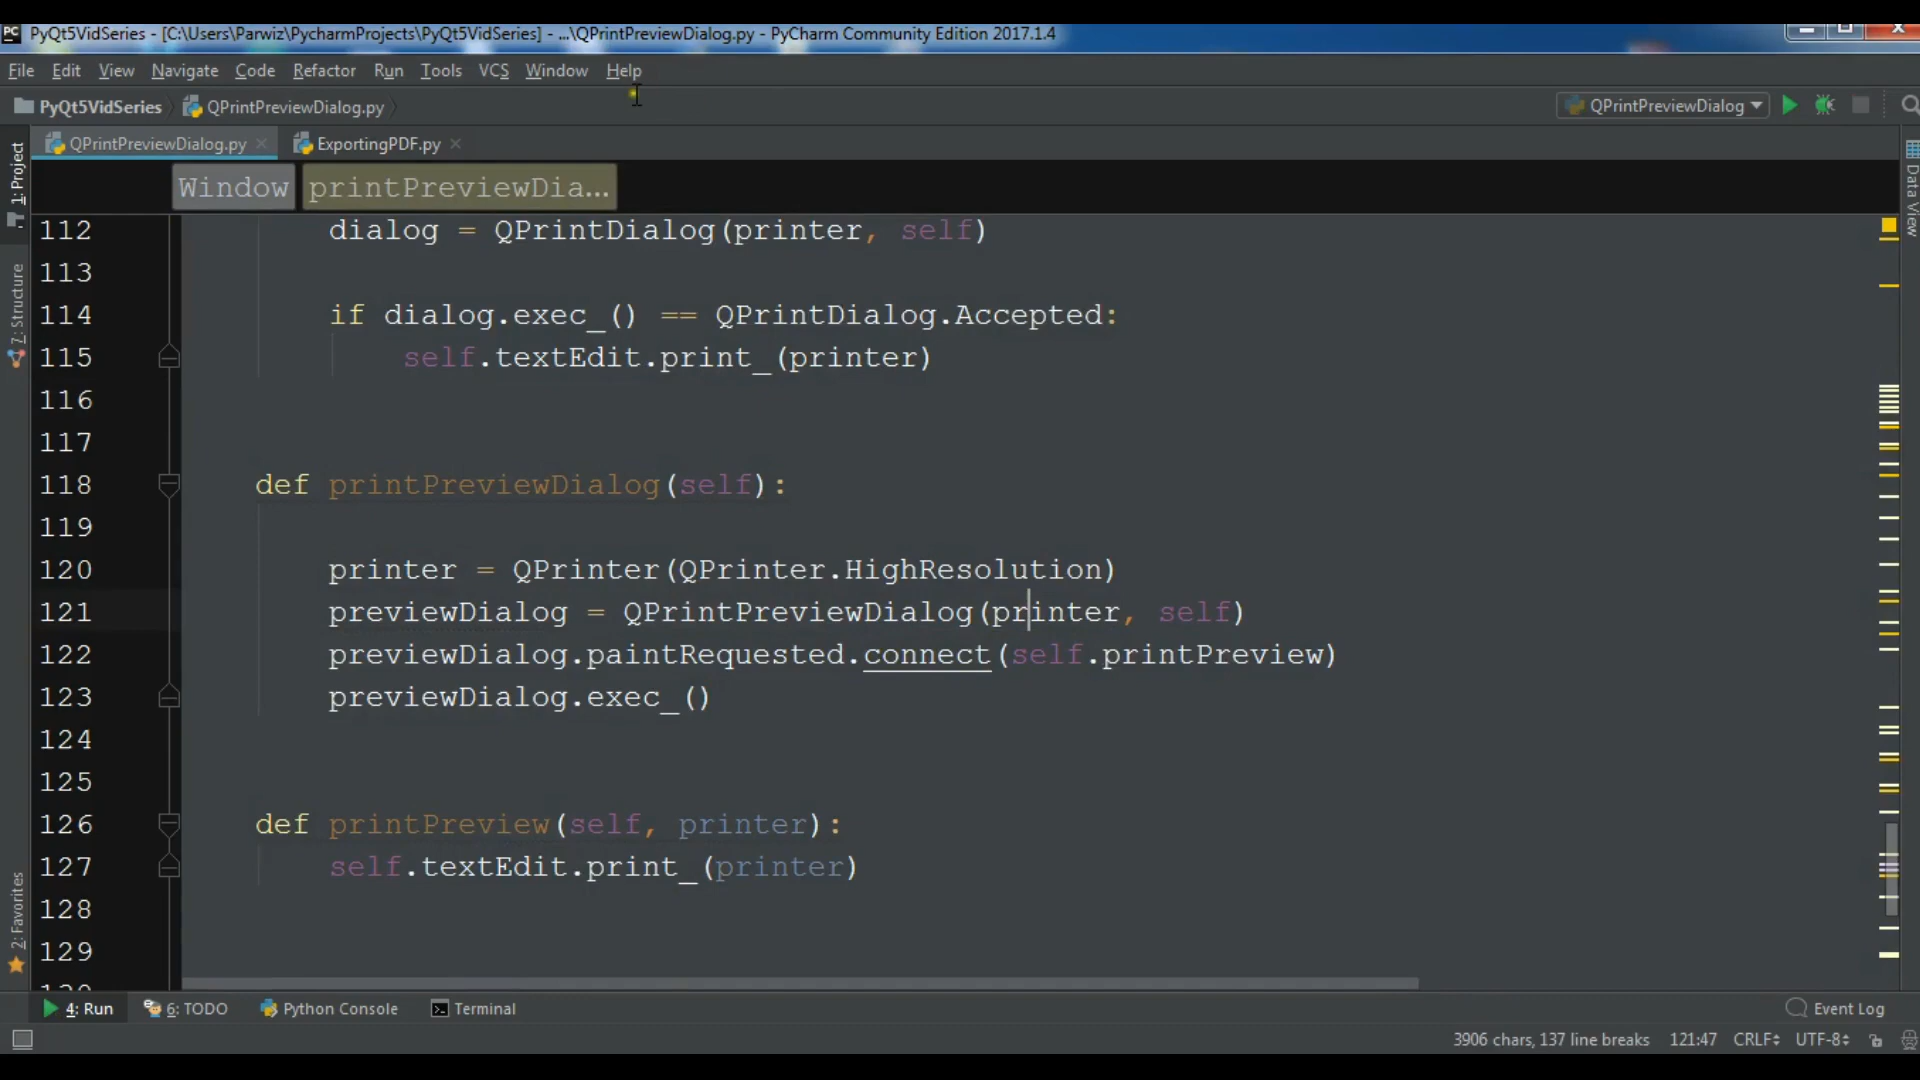 PC PyQt5VidSeries - [C:\Users\Parwiz\PycharmProjects\PyQt5VidSeries] - ...\QPrintPreviewDialog.py - PyCharm Community Edition 2017.1.4
File Edit View Navigate Code Refactor Run Tools VCS Window Help
PyQt5VidSeries QPrintPreviewDialog.py QPrintPreviewDialog
QPrintPreviewDialog.py ExportingPDF.py
Window printPreviewDia...
1: Project
7: Structure
2: Favorites
Data View
112 dialog = QPrintDialog(printer, self)
113
114 if dialog.exec_() == QPrintDialog.Accepted:
115 self.textEdit.print_(printer)
116
117
118 def printPreviewDialog(self):
119
120 printer = QPrinter(QPrinter.HighResolution)
121 previewDialog = QPrintPreviewDialog(printer, self)
122 previewDialog.paintRequested.connect(self.printPreview)
123 previewDialog.exec_()
124
125
126 def printPreview(self, printer):
127 self.textEdit.print_(printer)
128
129
4: Run 6: TODO Python Console Terminal Event Log
3906 chars, 137 line breaks 121:47 CRLF UTF-8